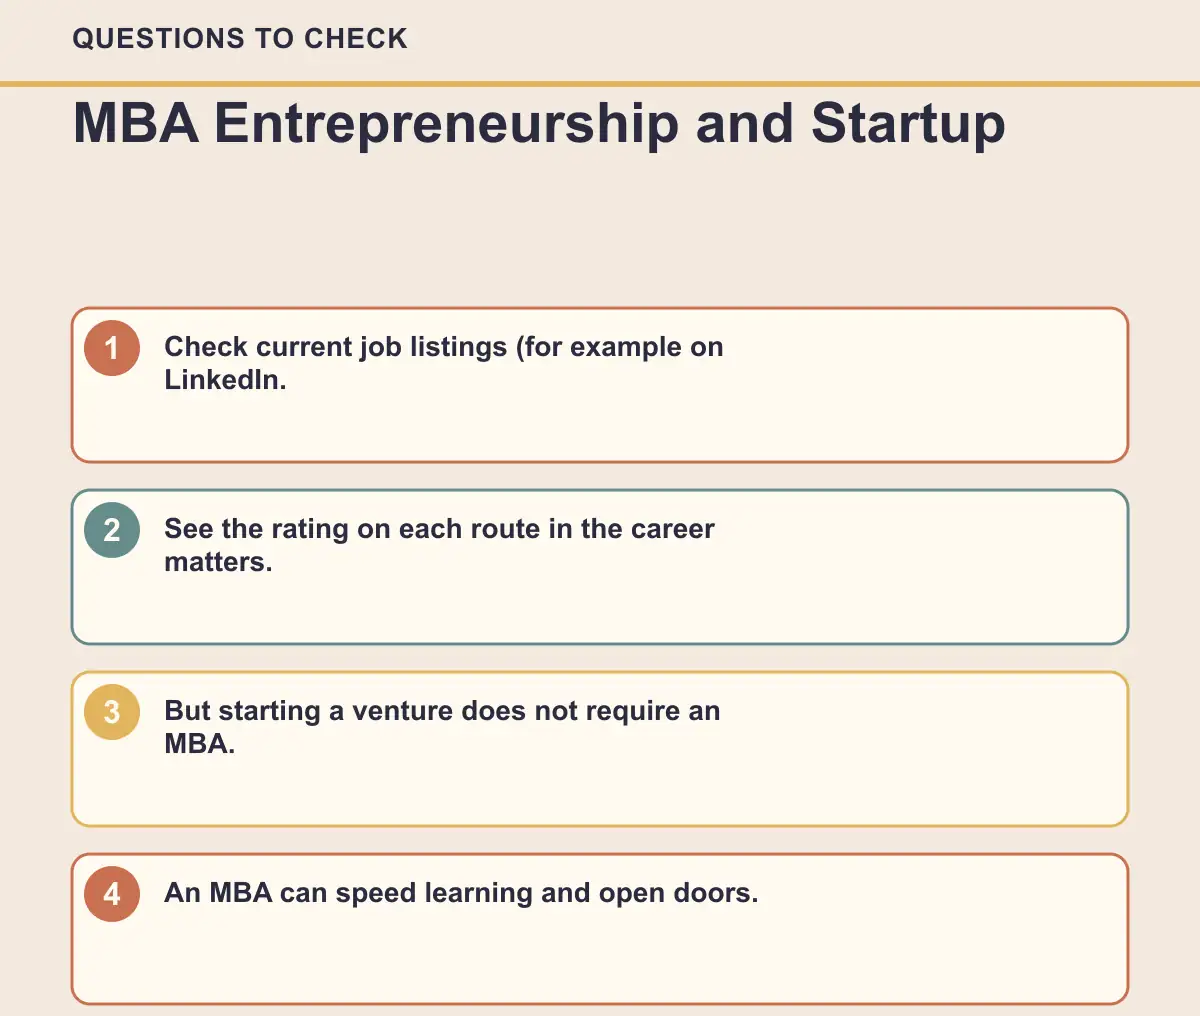 QUESTIONS TO CHECK
MBA Entrepreneurship and Startup
1
Check current job listings (for example on
LinkedIn.
2
See the rating on each route in the career
matters.
3
But starting a venture does not require an
MBA.
4
An MBA can speed learning and open doors.